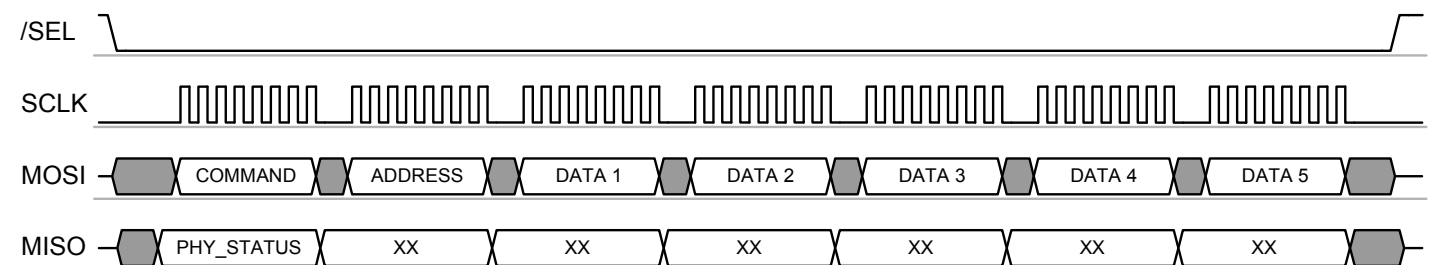 /SEL
SCLK
MOSI COMMAND ADDRESS DATA 1 DATA 2 DATA 3 DATA 4 DATA 5
MISO PHY_STATUS XX XX XX XX XX XX